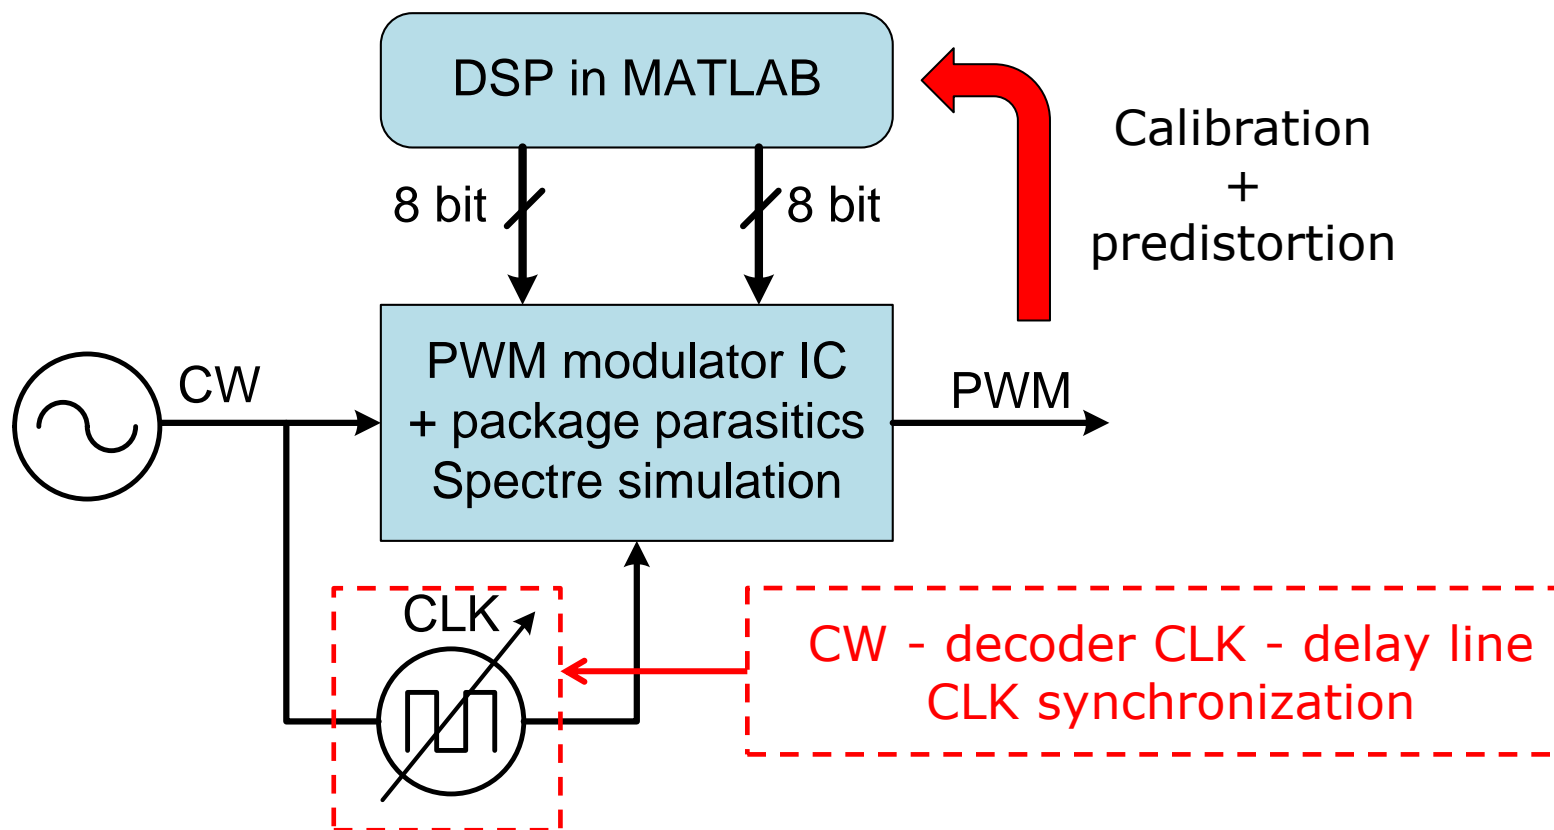 DSP in MATLAB
Calibration
+
predistortion
8 bit
8 bit
PWM modulator IC
+ package parasitics
Spectre simulation
CW
PWM
CLK
CW - decoder CLK - delay line
CLK synchronization